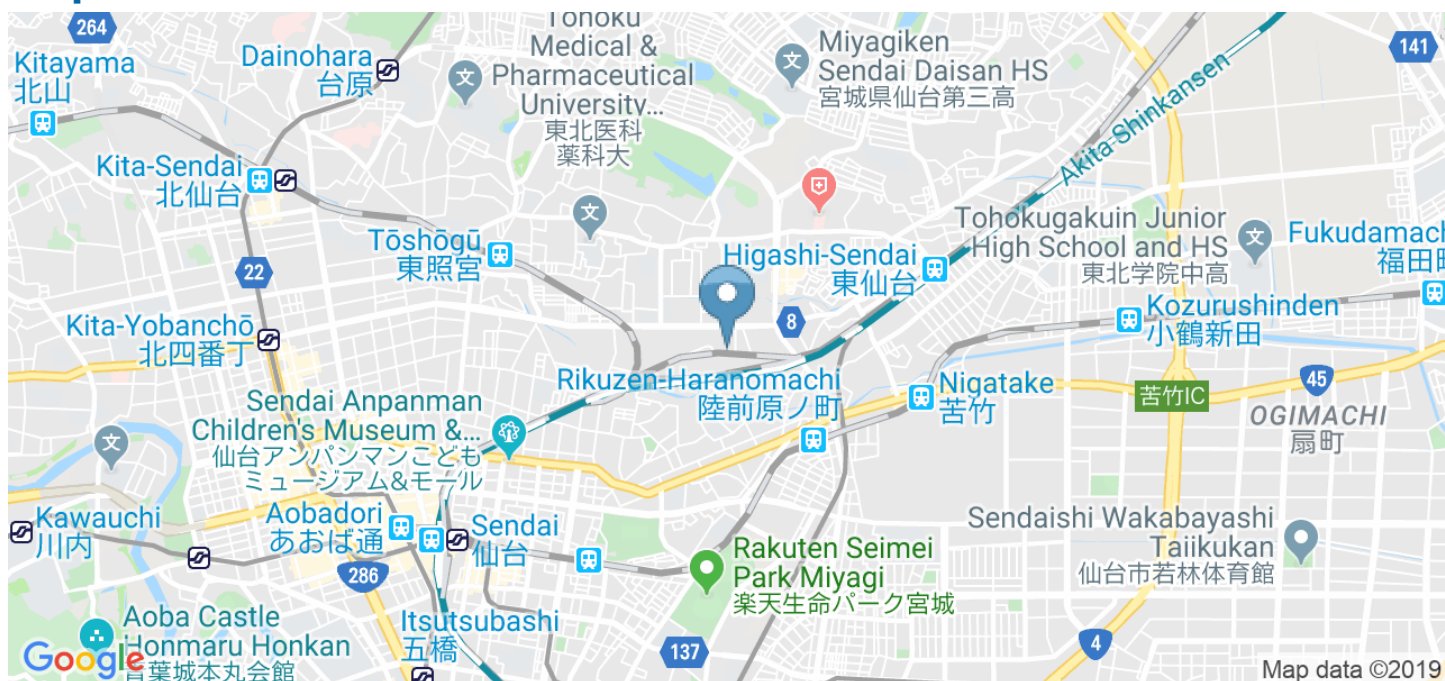 264
Kitayama
北山
Dainohara
台原
Tohoku
Medical &
Pharmaceutical
University...
東北医科
薬科大
Miyagiken
Sendai Daisan HS
宮城県仙台第三高
141
Akita Shinkansen
Kita-Sendai
北仙台
Tōshōgū
東照宮
Higashi-Sendai
東仙台
Tohokugakuin Junior
High School and HS
東北学院中高
Fukudamach
福田町
22
8
Kozurushinden
小鶴新田
Kita-Yobanchō
北四番丁
Rikuzen-Haranomachi
陸前原ノ町
Nigatake
苦竹
苦竹IC
45
OGIMACHI
扇町
Sendai Anpanman
Children's Museum &...
仙台アンパンマンこども
ミュージアム&モール
Kawauchi
川内
Aobadori
あおば通
Sendai
仙台
286
Rakuten Seimei
Park Miyagi
楽天生命パーク宮城
Sendaishi Wakabayashi
Taiikukan
仙台市若林体育館
Aoba Castle
Honmaru Honkan
青葉城本丸会館
Itsutsubashi
五橋
137
4
Google
Map data ©2019